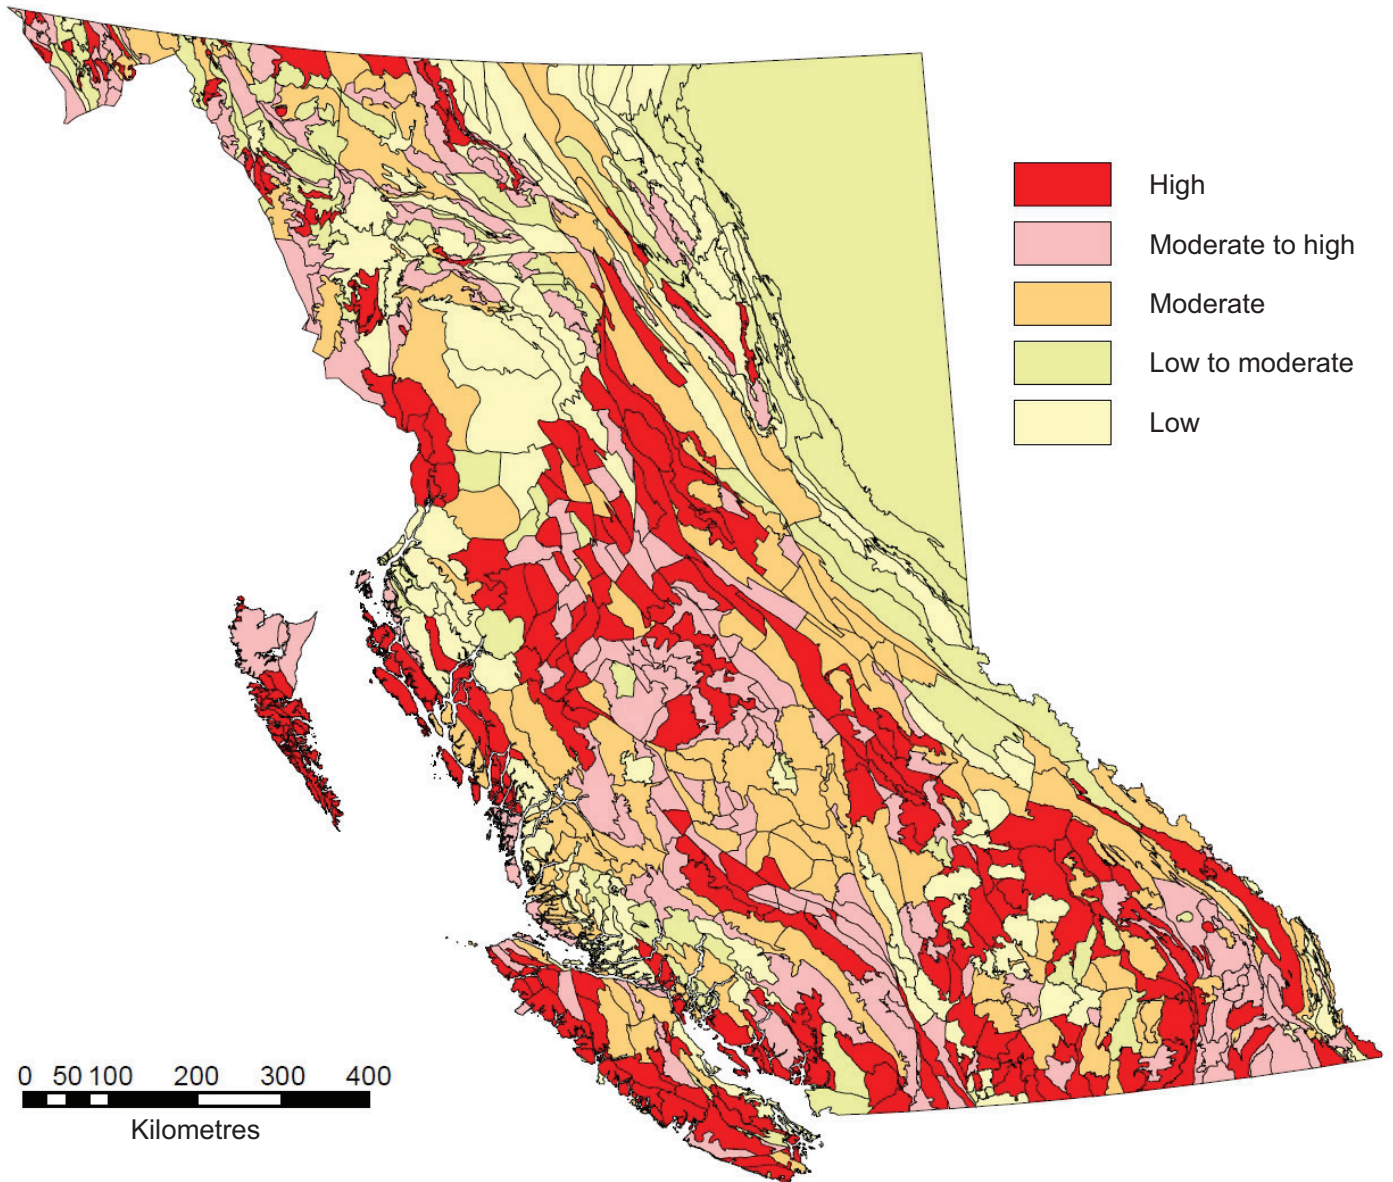 High
Moderate to high
Moderate
Low to moderate
Low
0 50 100 200 300 400
Kilometres